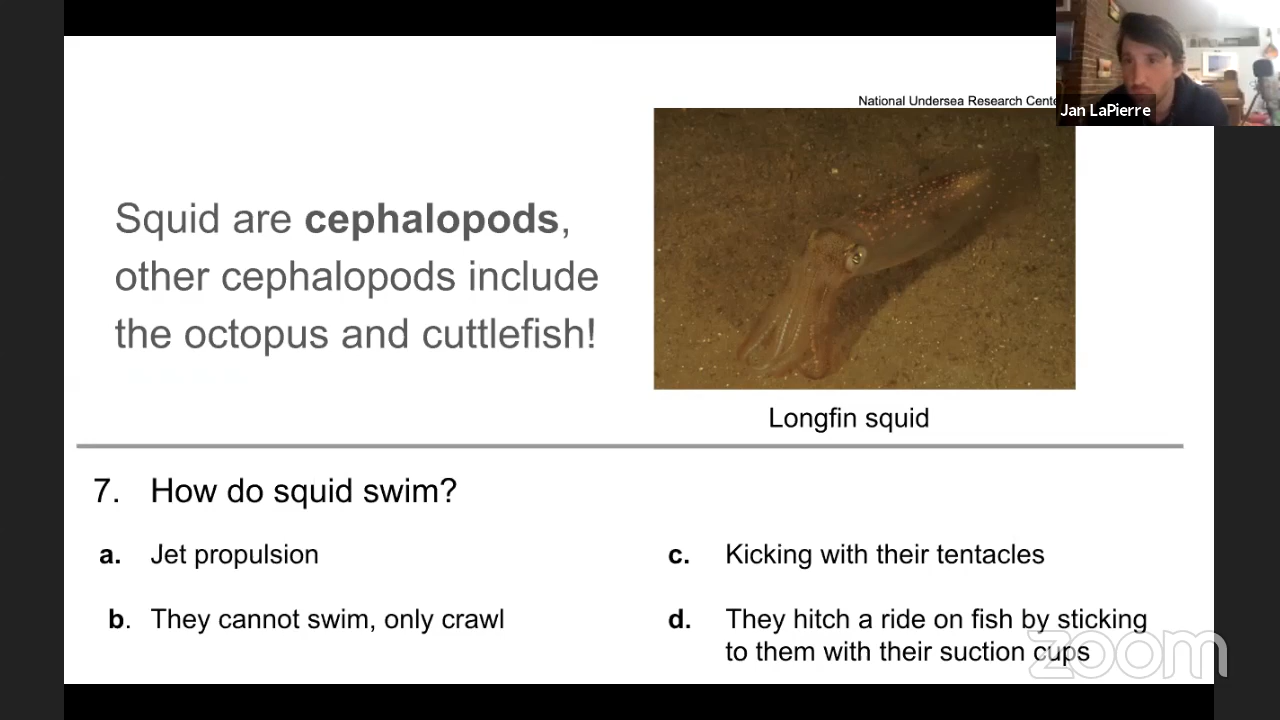 National Undersea Research Cente
Jan LaPierre
Squid are cephalopods,
other cephalopods include
the octopus and cuttlefish!
Longfin squid
7. How do squid swim?
a. Jet propulsion
b. They cannot swim, only crawl
c. Kicking with their tentacles
d. They hitch a ride on fish by sticking
to them with their suction cups
zoom